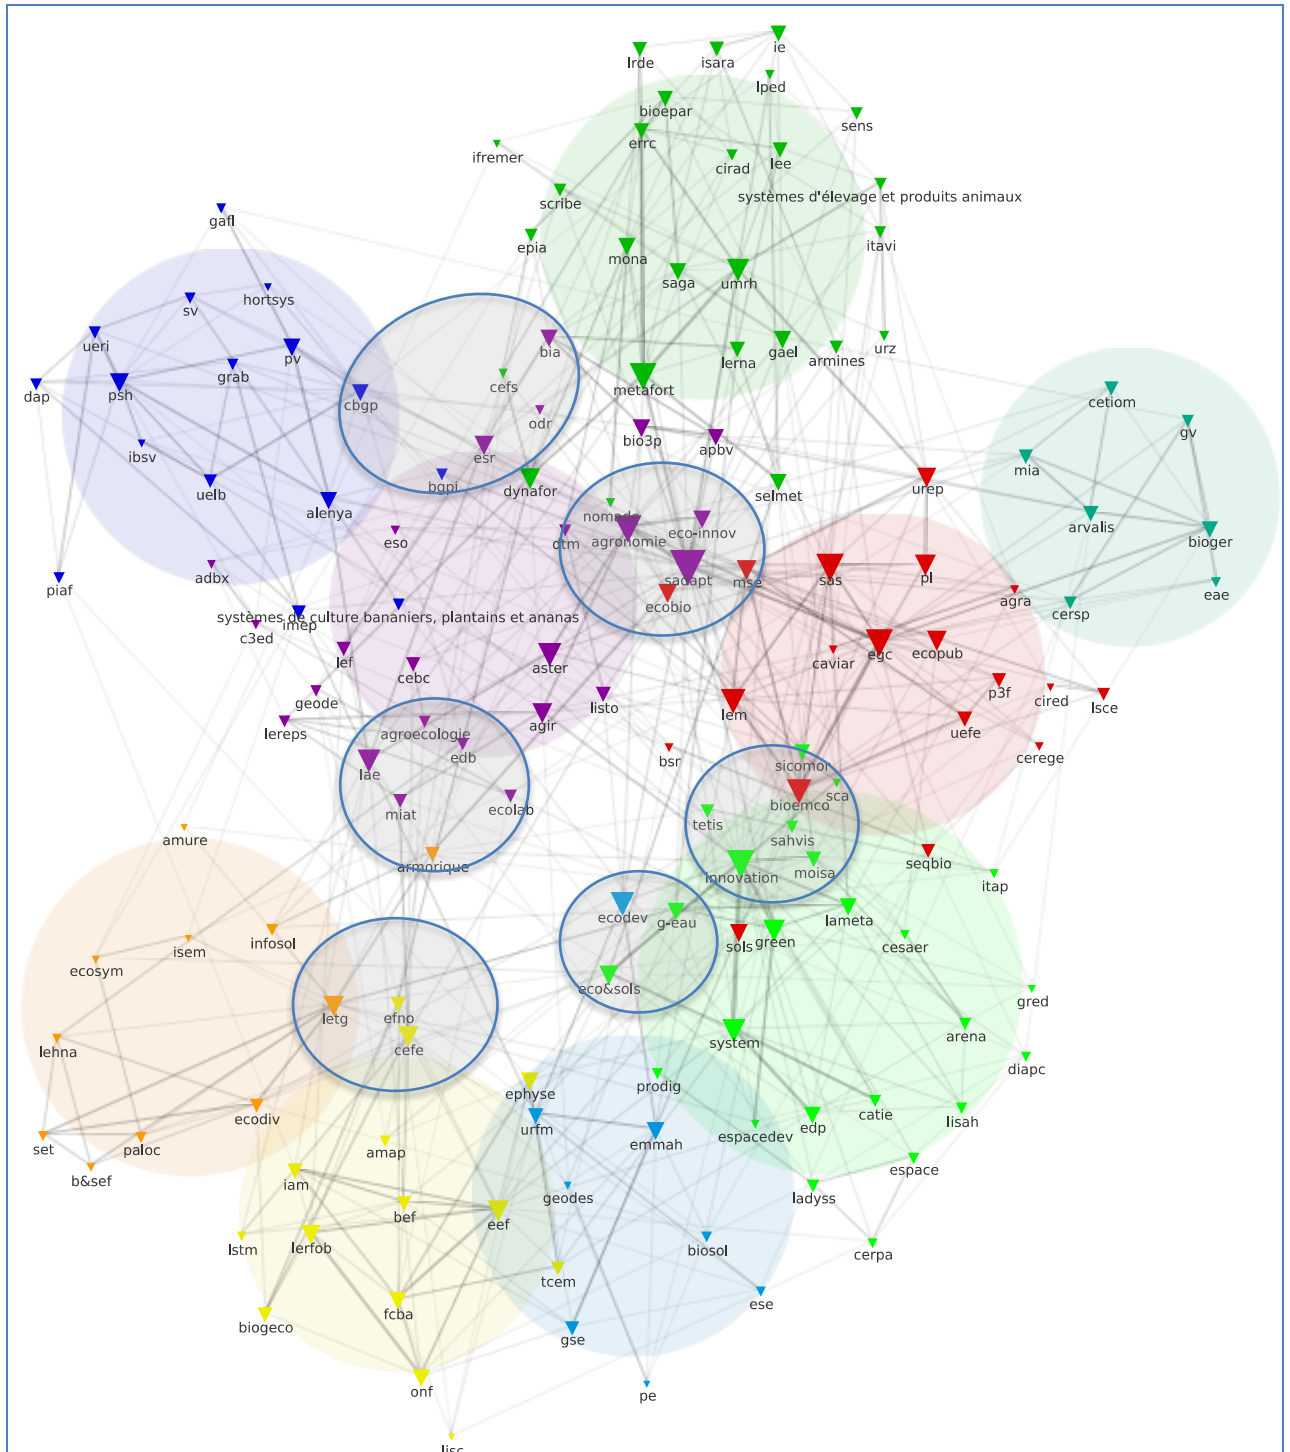 ie
lrde
isara
lped
bioepar
sens
errc
ifremer
cirad
lee
scribe
systèmes d'élevage et produits animaux
gafl
epia
itavi
mona
saga
umrh
hortsys
sv
ueri
pv
bia
lerna
gael
armines
urz
grab
cefs
dap
psh
cbgp
metafort
cetiom
odr
gv
bio3p
apbv
ibsv
esr
mia
uelb
bgpi
dynafor
selmet
urep
alenya
nomade
eco-innov
arvalis
eso
dtm
agronomie
bioger
adbx
sadapt
mse
sas
pl
piaf
ecobio
agra
cersp
eae
systèmes de culture bananiers, plantains et ananas
imep
c3ed
lef
cebc
aster
caviar
egc
ecopub
geode
listo
lem
p3f
cired
lsce
lereps
agroecologie
agir
uefe
edb
bsr
sicomor
cerege
lae
bioemco
sca
miat
ecolab
tetis
sahvis
amure
armorique
innovation
moisa
seqbio
itap
infosol
ecodev
g-eau
lameta
isem
sols
green
cesaer
ecosym
eco&sols
gred
letg
efno
lehna
cefe
system
arena
diapc
ephyse
prodig
ecodiv
urfm
emmah
espacedev
edp
catie
lisah
set
paloc
amap
b&sef
iam
geodes
ladyss
espace
bef
eef
lstm
lerfob
biosol
cerpa
tcem
ese
biogeco
fcba
gse
onf
pe
lisc